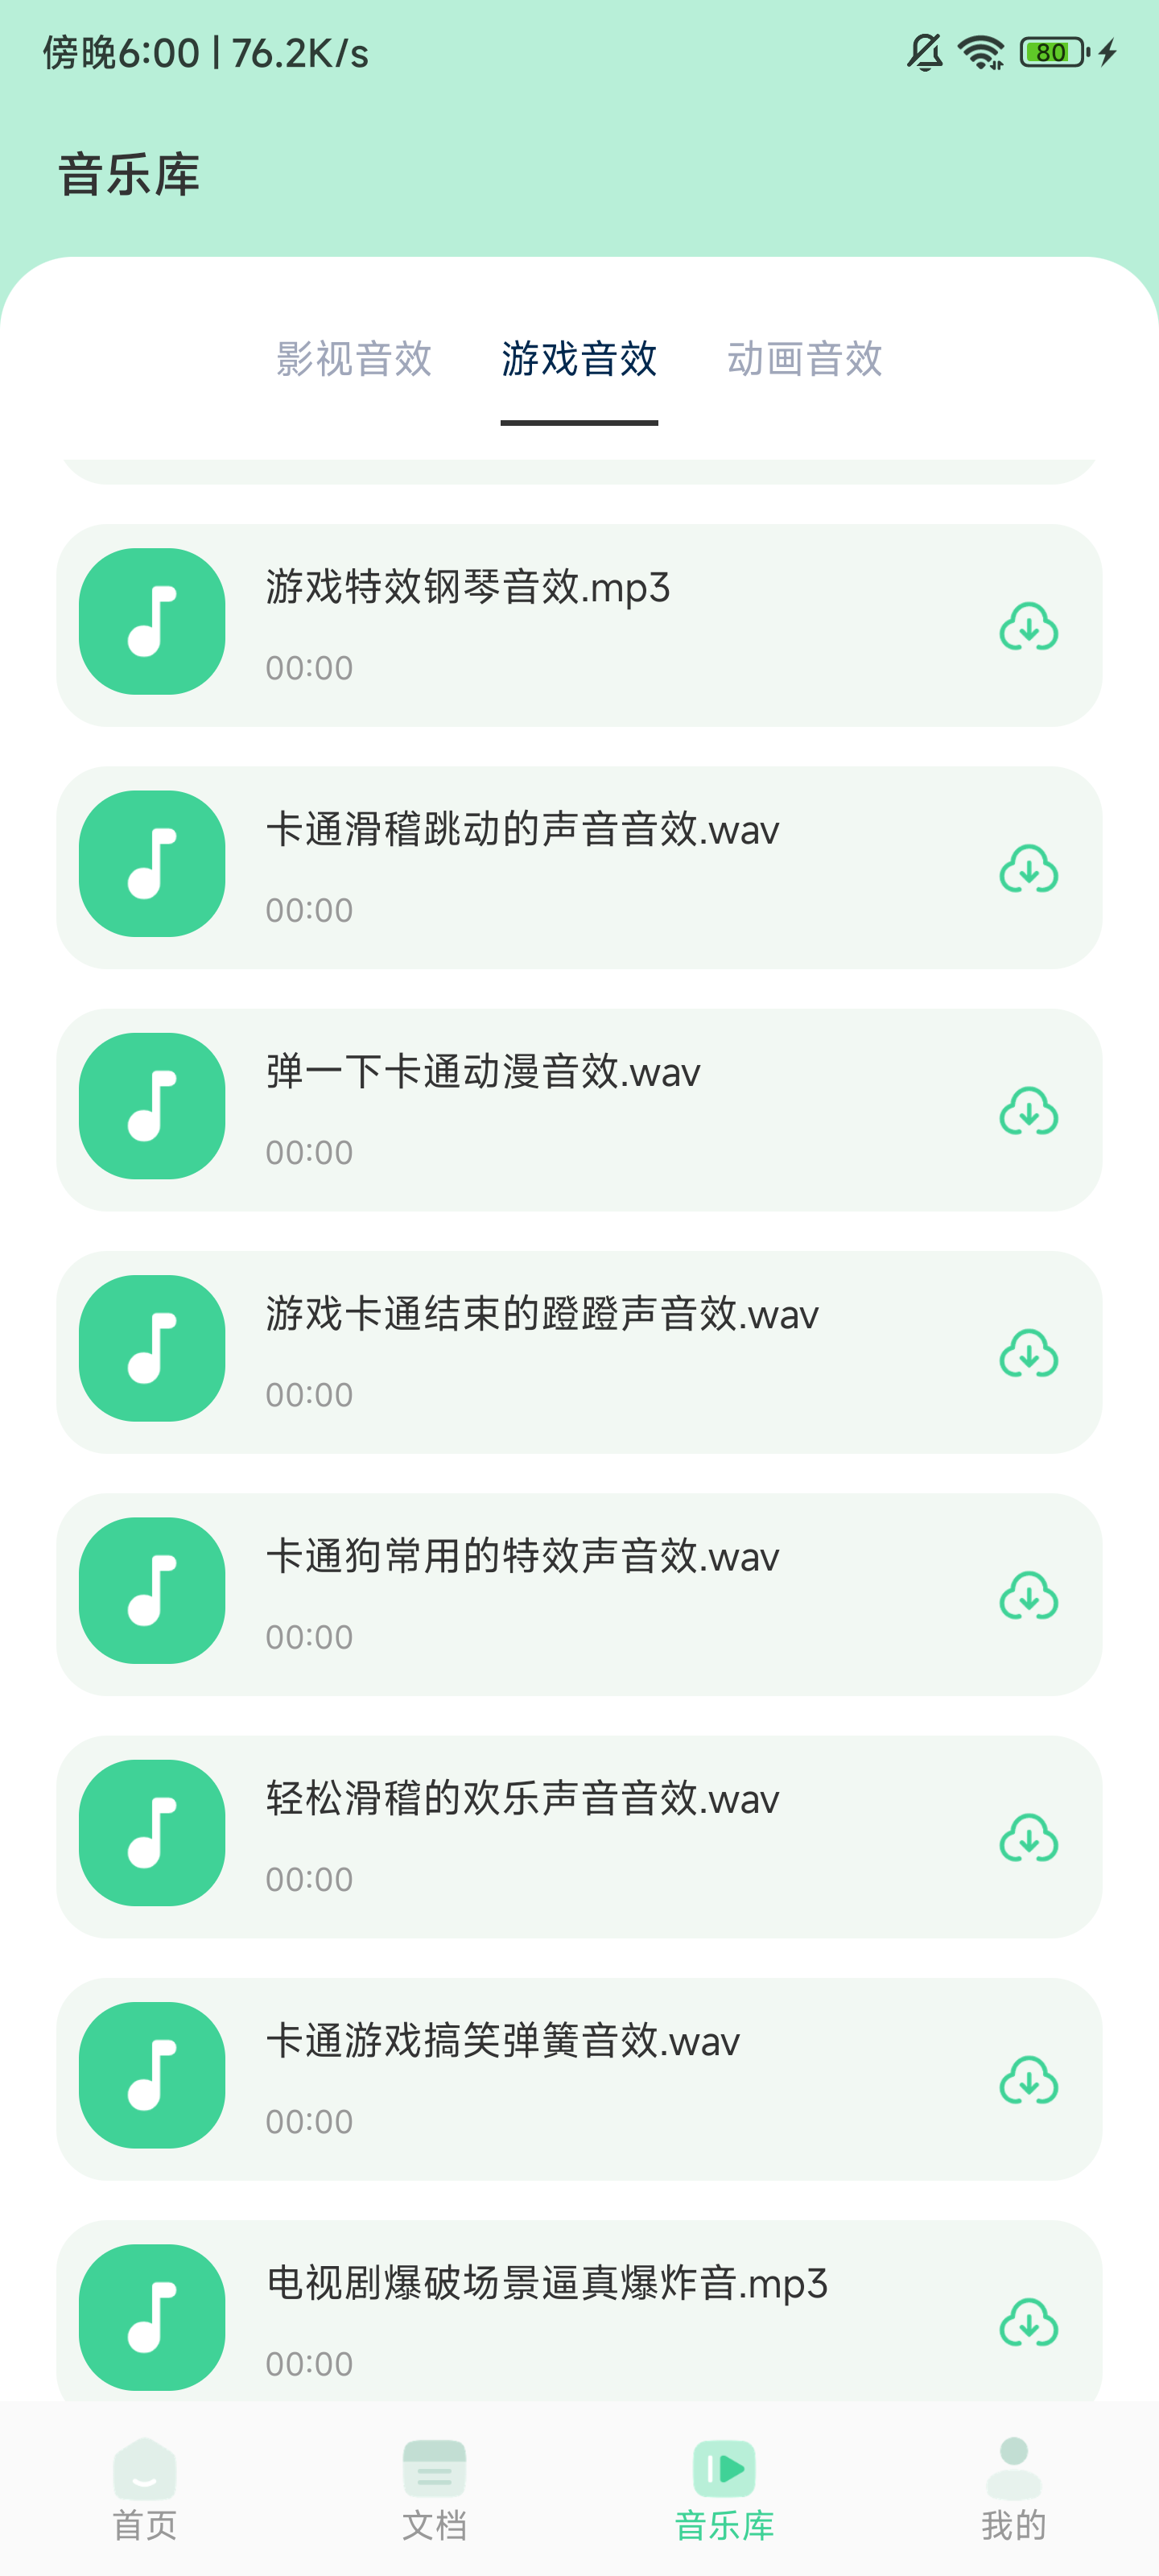 傍晚6:00 | 76.2K/s
80
音乐库
影视音效 游戏音效 动画音效
游戏特效钢琴音效.mp3
00:00
卡通滑稽跳动的声音音效.wav
00:00
弹一下卡通动漫音效.wav
00:00
游戏卡通结束的蹬蹬声音效.wav
00:00
卡通狗常用的特效声音效.wav
00:00
轻松滑稽的欢乐声音音效.wav
00:00
卡通游戏搞笑弹簧音效.wav
00:00
电视剧爆破场景逼真爆炸音.mp3
00:00
首页 文档 音乐库 我的